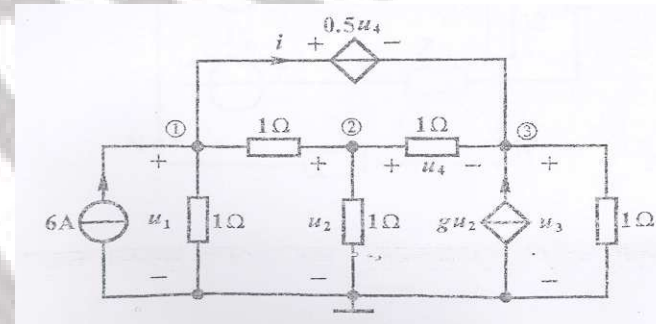 0.5u₄
i + −
① 1Ω ② 1Ω ③
+ + + u₄ − +
6A u₁ 1Ω u₂ 1Ω gu₂ u₃ 1Ω
− − −